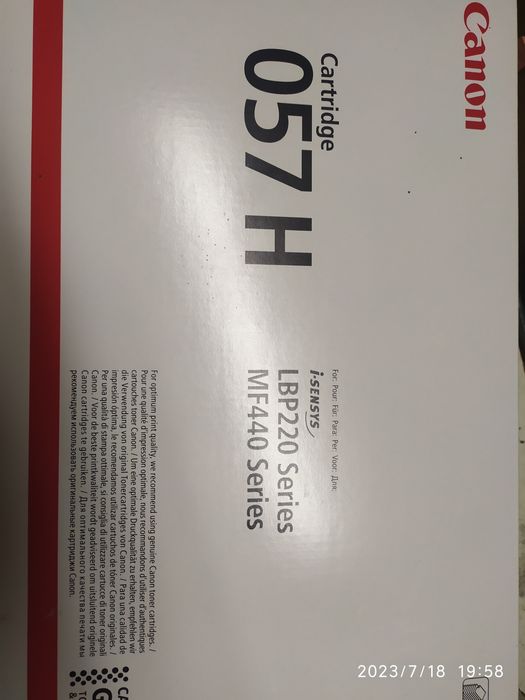 Canon
Cartridge
057 H
For: Pour: Für: Para: Per: Voor: Для:
i-SENSYS
LBP220 Series
MF440 Series
For optimum print quality, we recommend using genuine Canon toner cartridges. /
Pour une qualité d'impression optimale, nous recommandons d'utiliser d'authentiques
cartouches toner Canon. / Um eine optimale Druckqualität zu erhalten, empfehlen wir
die Verwendung von original Tonercartridges von Canon. / Para una calidad de
impresión óptima, le recomendamos utilizar cartuchos de tóner Canon originales. /
Per una qualità di stampa ottimale, si consiglia di utilizzare cartucce di toner originali
Canon. / Voor de beste printkwaliteit wordt geadviseerd om uitsluitend originele
Canon cartridges te gebruiken. / Для оптимального качества печати мы
рекомендуем использовать оригинальные картриджи Canon.
CA
G
TO
&
2023/7/18 19:58